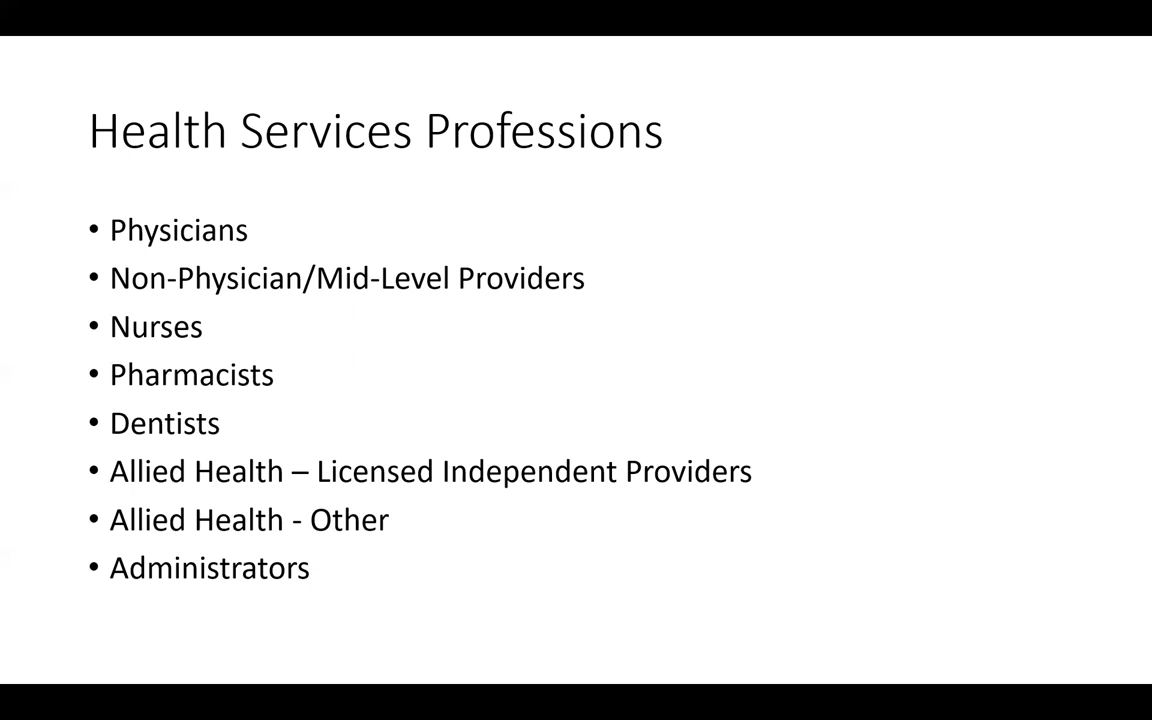 Health Services Professions
• Physicians
• Non-Physician/Mid-Level Providers
• Nurses
• Pharmacists
• Dentists
• Allied Health – Licensed Independent Providers
• Allied Health - Other
• Administrators